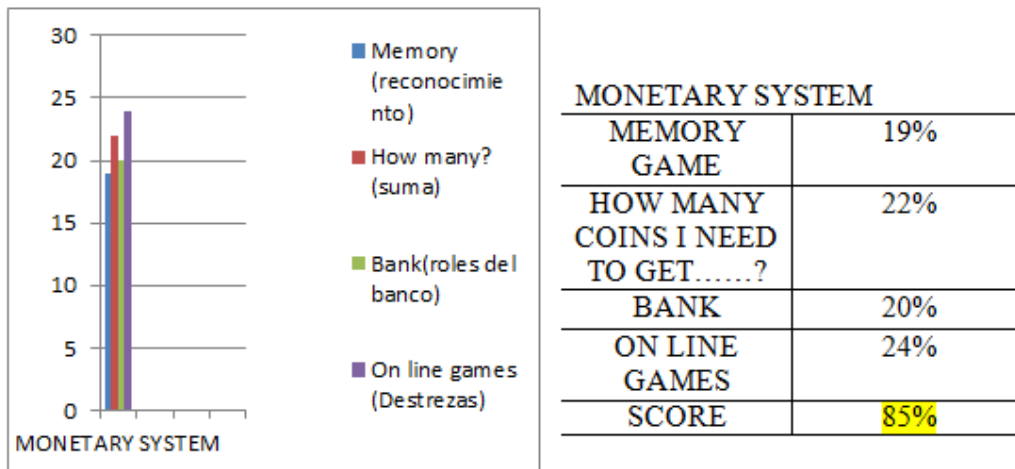 30
25
20
15
10
5
0
MONETARY SYSTEM
Memory
(reconocimie
nto)
How many?
(suma)
Bank(roles del
banco)
On line games
(Destrezas)
MONETARY SYSTEM
MEMORY
GAME
19%
HOW MANY
COINS I NEED
TO GET……?
22%
BANK
20%
ON LINE
GAMES
24%
SCORE
85%